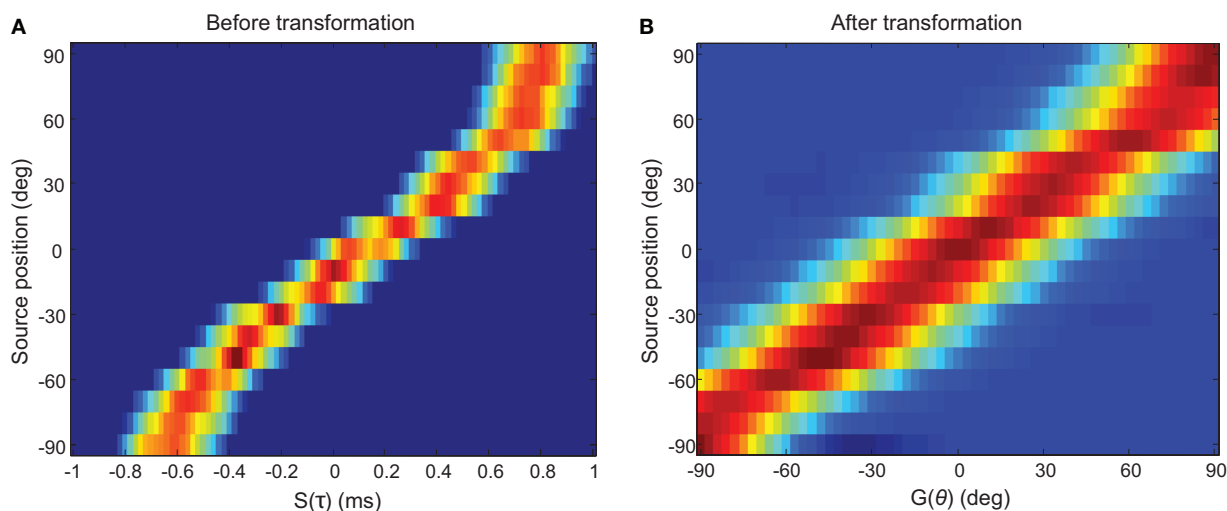 A
Before transformation
Source position (deg)
90
60
30
0
-30
-60
-90
-1 -0.8 -0.6 -0.4 -0.2 0 0.2 0.4 0.6 0.8 1
S(τ) (ms)
B
After transformation
Source position (deg)
90
60
30
0
-30
-60
-90
-90 -60 -30 0 30 60 90
G(θ) (deg)